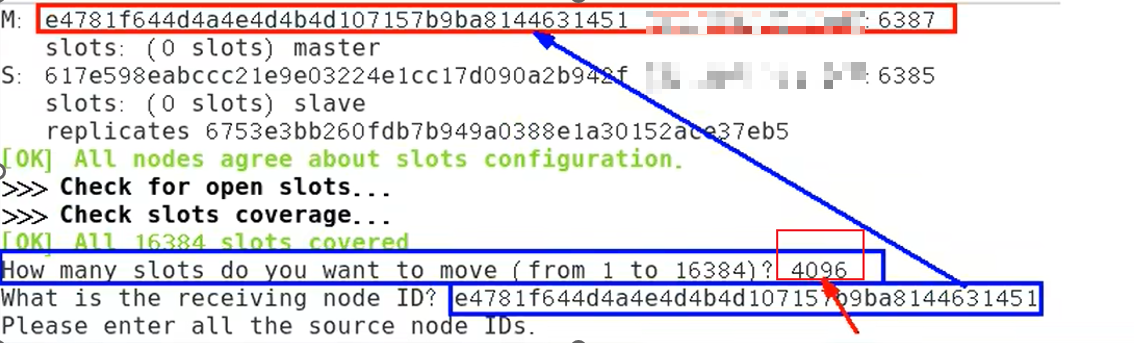 M: e4781f644d4a4e4d4b4d107157b9ba8144631451 : 6387
slots: (0 slots) master
S: 617e598eabccc21e9e03224e1cc17d090a2b942f : 6385
slots: (0 slots) slave
replicates 6753e3bb260fdb7b949a0388e1a30152ace37eb5
[OK] All nodes agree about slots configuration.
>>> Check for open slots...
>>> Check slots coverage...
[OK] All 16384 slots covered
How many slots do you want to move (from 1 to 16384)? 4096
What is the receiving node ID? e4781f644d4a4e4d4b4d107157b9ba8144631451
Please enter all the source node IDs.